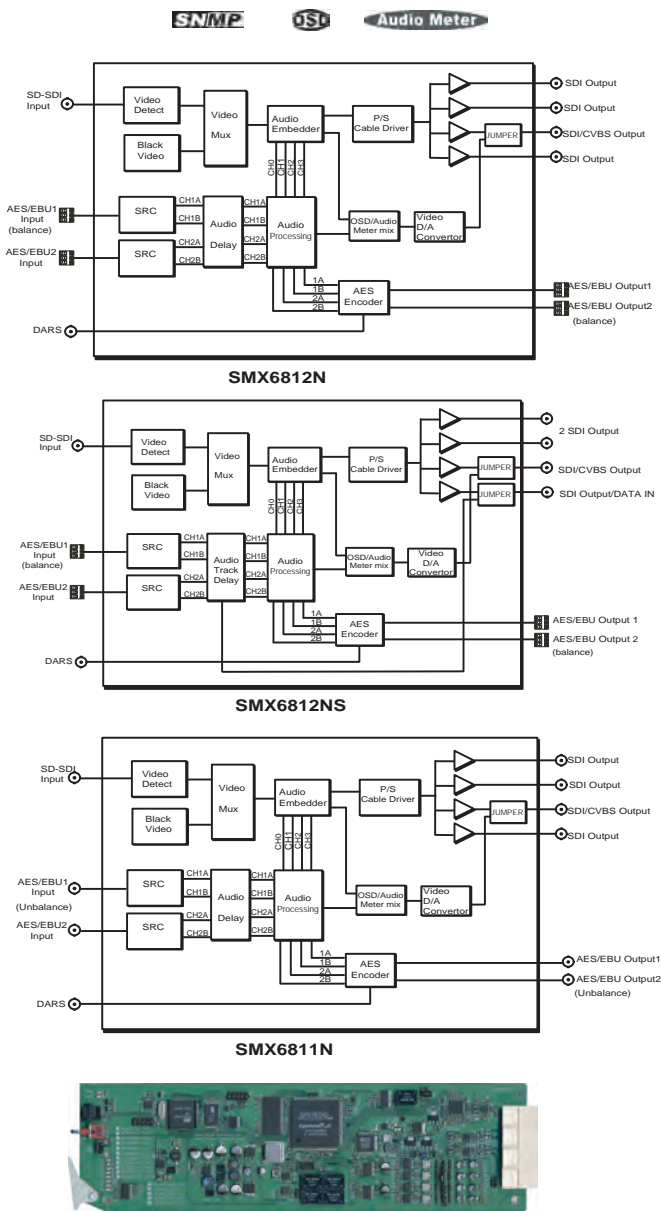 SNMP OSD Audio Meter
SD-SDI
Input
Video
Detect
Black
Video
Video
Mux
Audio
Embedder
P/S
Cable Driver
SDI Output
SDI Output
JUMPER
SDI/CVBS Output
SDI Output
CH0
CH1
CH2
CH3
AES/EBU1
Input
(balance)
AES/EBU2
Input
SRC
SRC
CH1A
CH1B
CH2A
CH2B
Audio
Delay
CH1A
CH1B
CH2A
CH2B
Audio
Processing
OSD/Audio
Meter mix
Video
D/A
Convertor
1A
1B
2A
2B
AES
Encoder
AES/EBU Output1
AES/EBU Output2
(balance)
DARS
SMX6812N
SD-SDI
Input
Video
Detect
Black
Video
Video
Mux
Audio
Embedder
P/S
Cable Driver
2 SDI Output
JUMPER
SDI/CVBS Output
JUMPER
SDI Output/DATA IN
CH0
CH1
CH2
CH3
AES/EBU1
Input
(balance)
AES/EBU2
Input
SRC
SRC
CH1A
CH1B
CH2A
CH2B
Audio
Track
Delay
CH1A
CH1B
CH2A
CH2B
Audio
Processing
OSD/Audio
Meter mix
Video
D/A
Convertor
1A
1B
2A
2B
AES
Encoder
AES/EBU Output 1
AES/EBU Output 2
(balance)
DARS
SMX6812NS
SD-SDI
Input
Video
Detect
Black
Video
Video
Mux
Audio
Embedder
P/S
Cable Driver
SDI Output
SDI Output
JUMPER
SDI/CVBS Output
SDI Output
CH0
CH1
CH2
CH3
AES/EBU1
Input
(Unbalance)
AES/EBU2
Input
SRC
SRC
CH1A
CH1B
CH2A
CH2B
Audio
Delay
CH1A
CH1B
CH2A
CH2B
Audio
Processing
OSD/Audio
Meter mix
Video
D/A
Convertor
1A
1B
2A
2B
AES
Encoder
AES/EBU Output1
AES/EBU Output2
(Unbalance)
DARS
SMX6811N